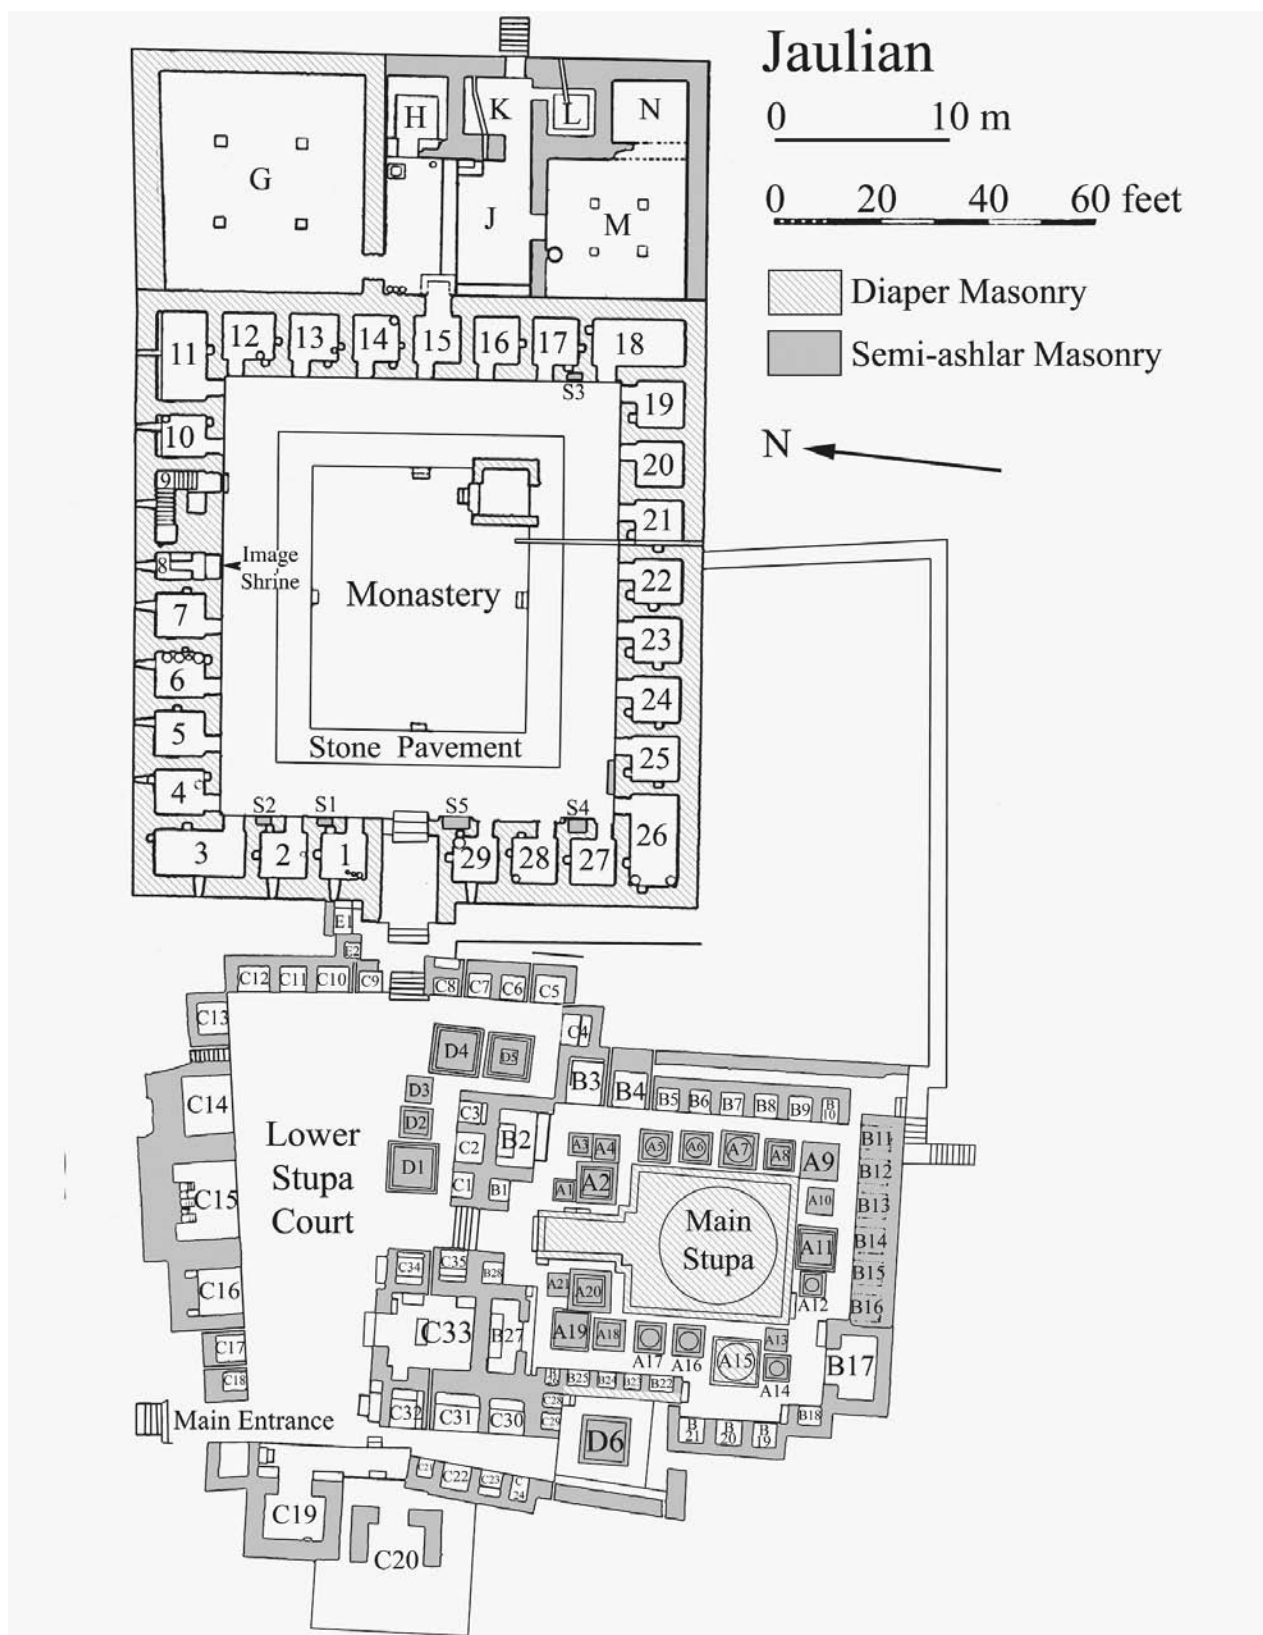 Jaulian
0 10 m
0 20 40 60 feet
Diaper Masonry
Semi-ashlar Masonry
N
H K L N
G J M
11 12 13 14 15 16 17 18
S3
19
10
20
9
21
8 Image
Shrine
22
7 Monastery
23
6
24
5
Stone Pavement
25
4
S2 S1 S5 S4
3 2 1 29 28 27 26
E1
E2
C12 C11 C10 C9 C8 C7 C6 C5
C13
C4
D4 D5
B3 B4
D3
C14
B5 B6 B7 B8 B9 B
10
C3
D2
B11
Lower
Stupa
Court
C2 B2
A3 A4 A5 A6 A7 A8 A9
D1
B12
C15
C1 B1
A1 A2
A10
B13
Main
Stupa
A11
B14
C34 C35 B28
B15
C16
A21 A20
A12
B16
C33 B27
A19 A18
A17 A16
A13
C17
A15
A14
B17
C18
B25 B24 B23 B22
C32 C31 C30
C28
C29
Main Entrance
D6
B
21
B
20
B
19
B18
C21 C22 C23 C
24
C19
C20